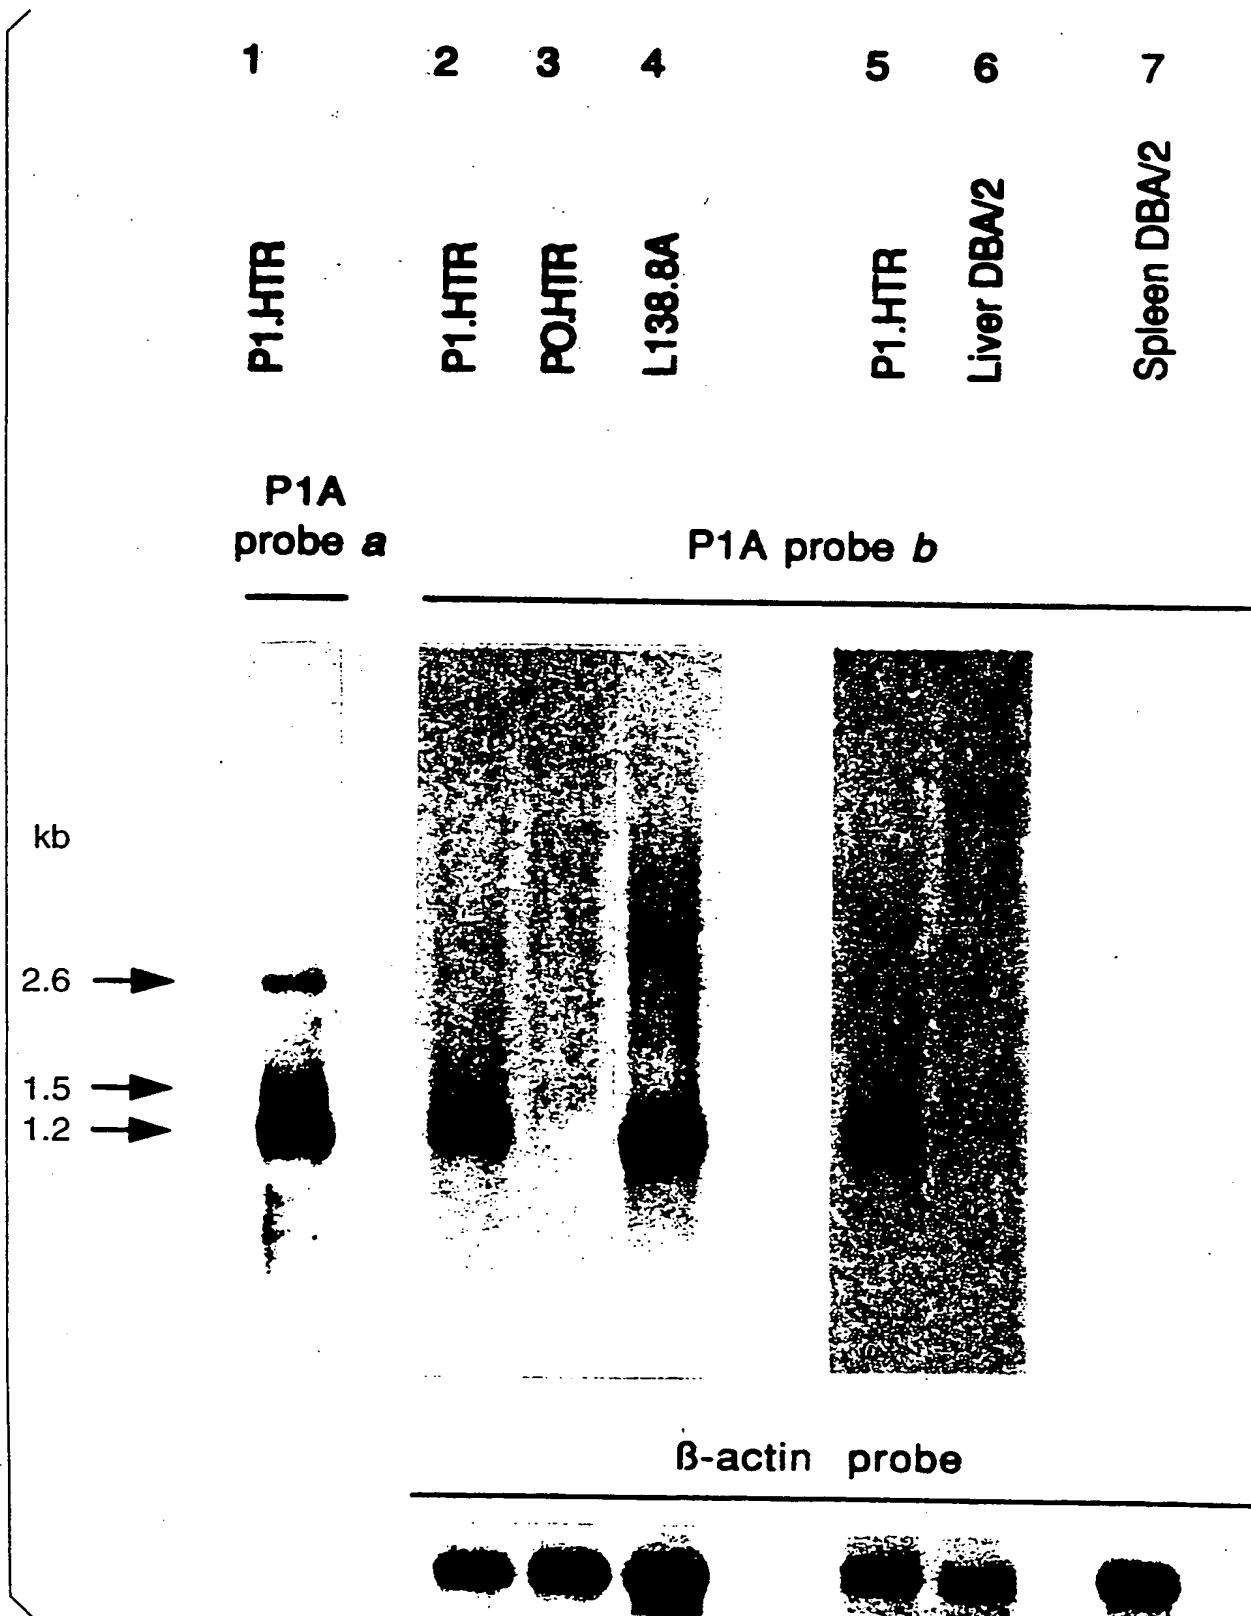 1 2 3 4 5 6 7
P1.HTR P1.HTR PO.HTR L138.8A P1.HTR Liver DBA/2 Spleen DBA/2
P1A
probe a
P1A probe b
kb
2.6
1.5
1.2
ß-actin probe